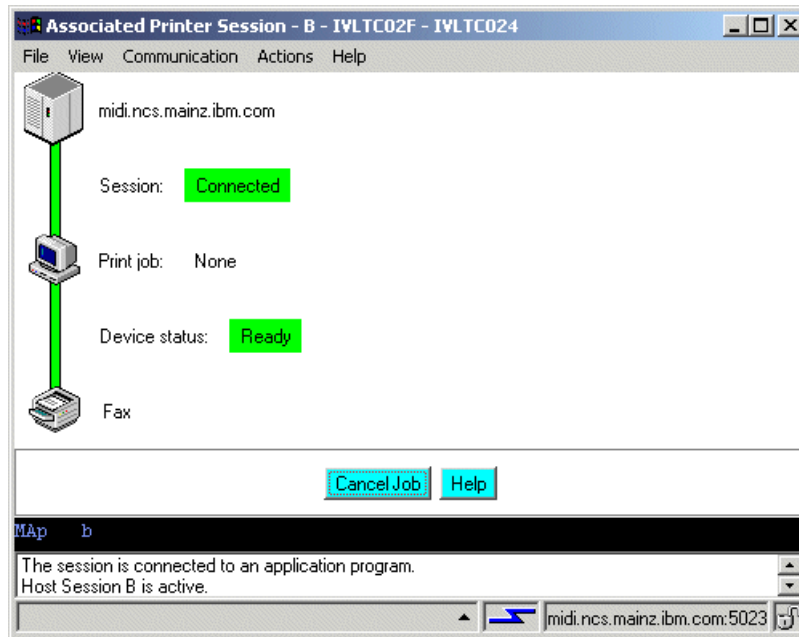 Associated Printer Session - B - IVLTC02F - IVLTC024
File View Communication Actions Help
midi.ncs.mainz.ibm.com
Session: Connected
Print job: None
Device status: Ready
Fax
Cancel Job Help
MAp b
The session is connected to an application program.
Host Session B is active.
midi.ncs.mainz.ibm.com:5023